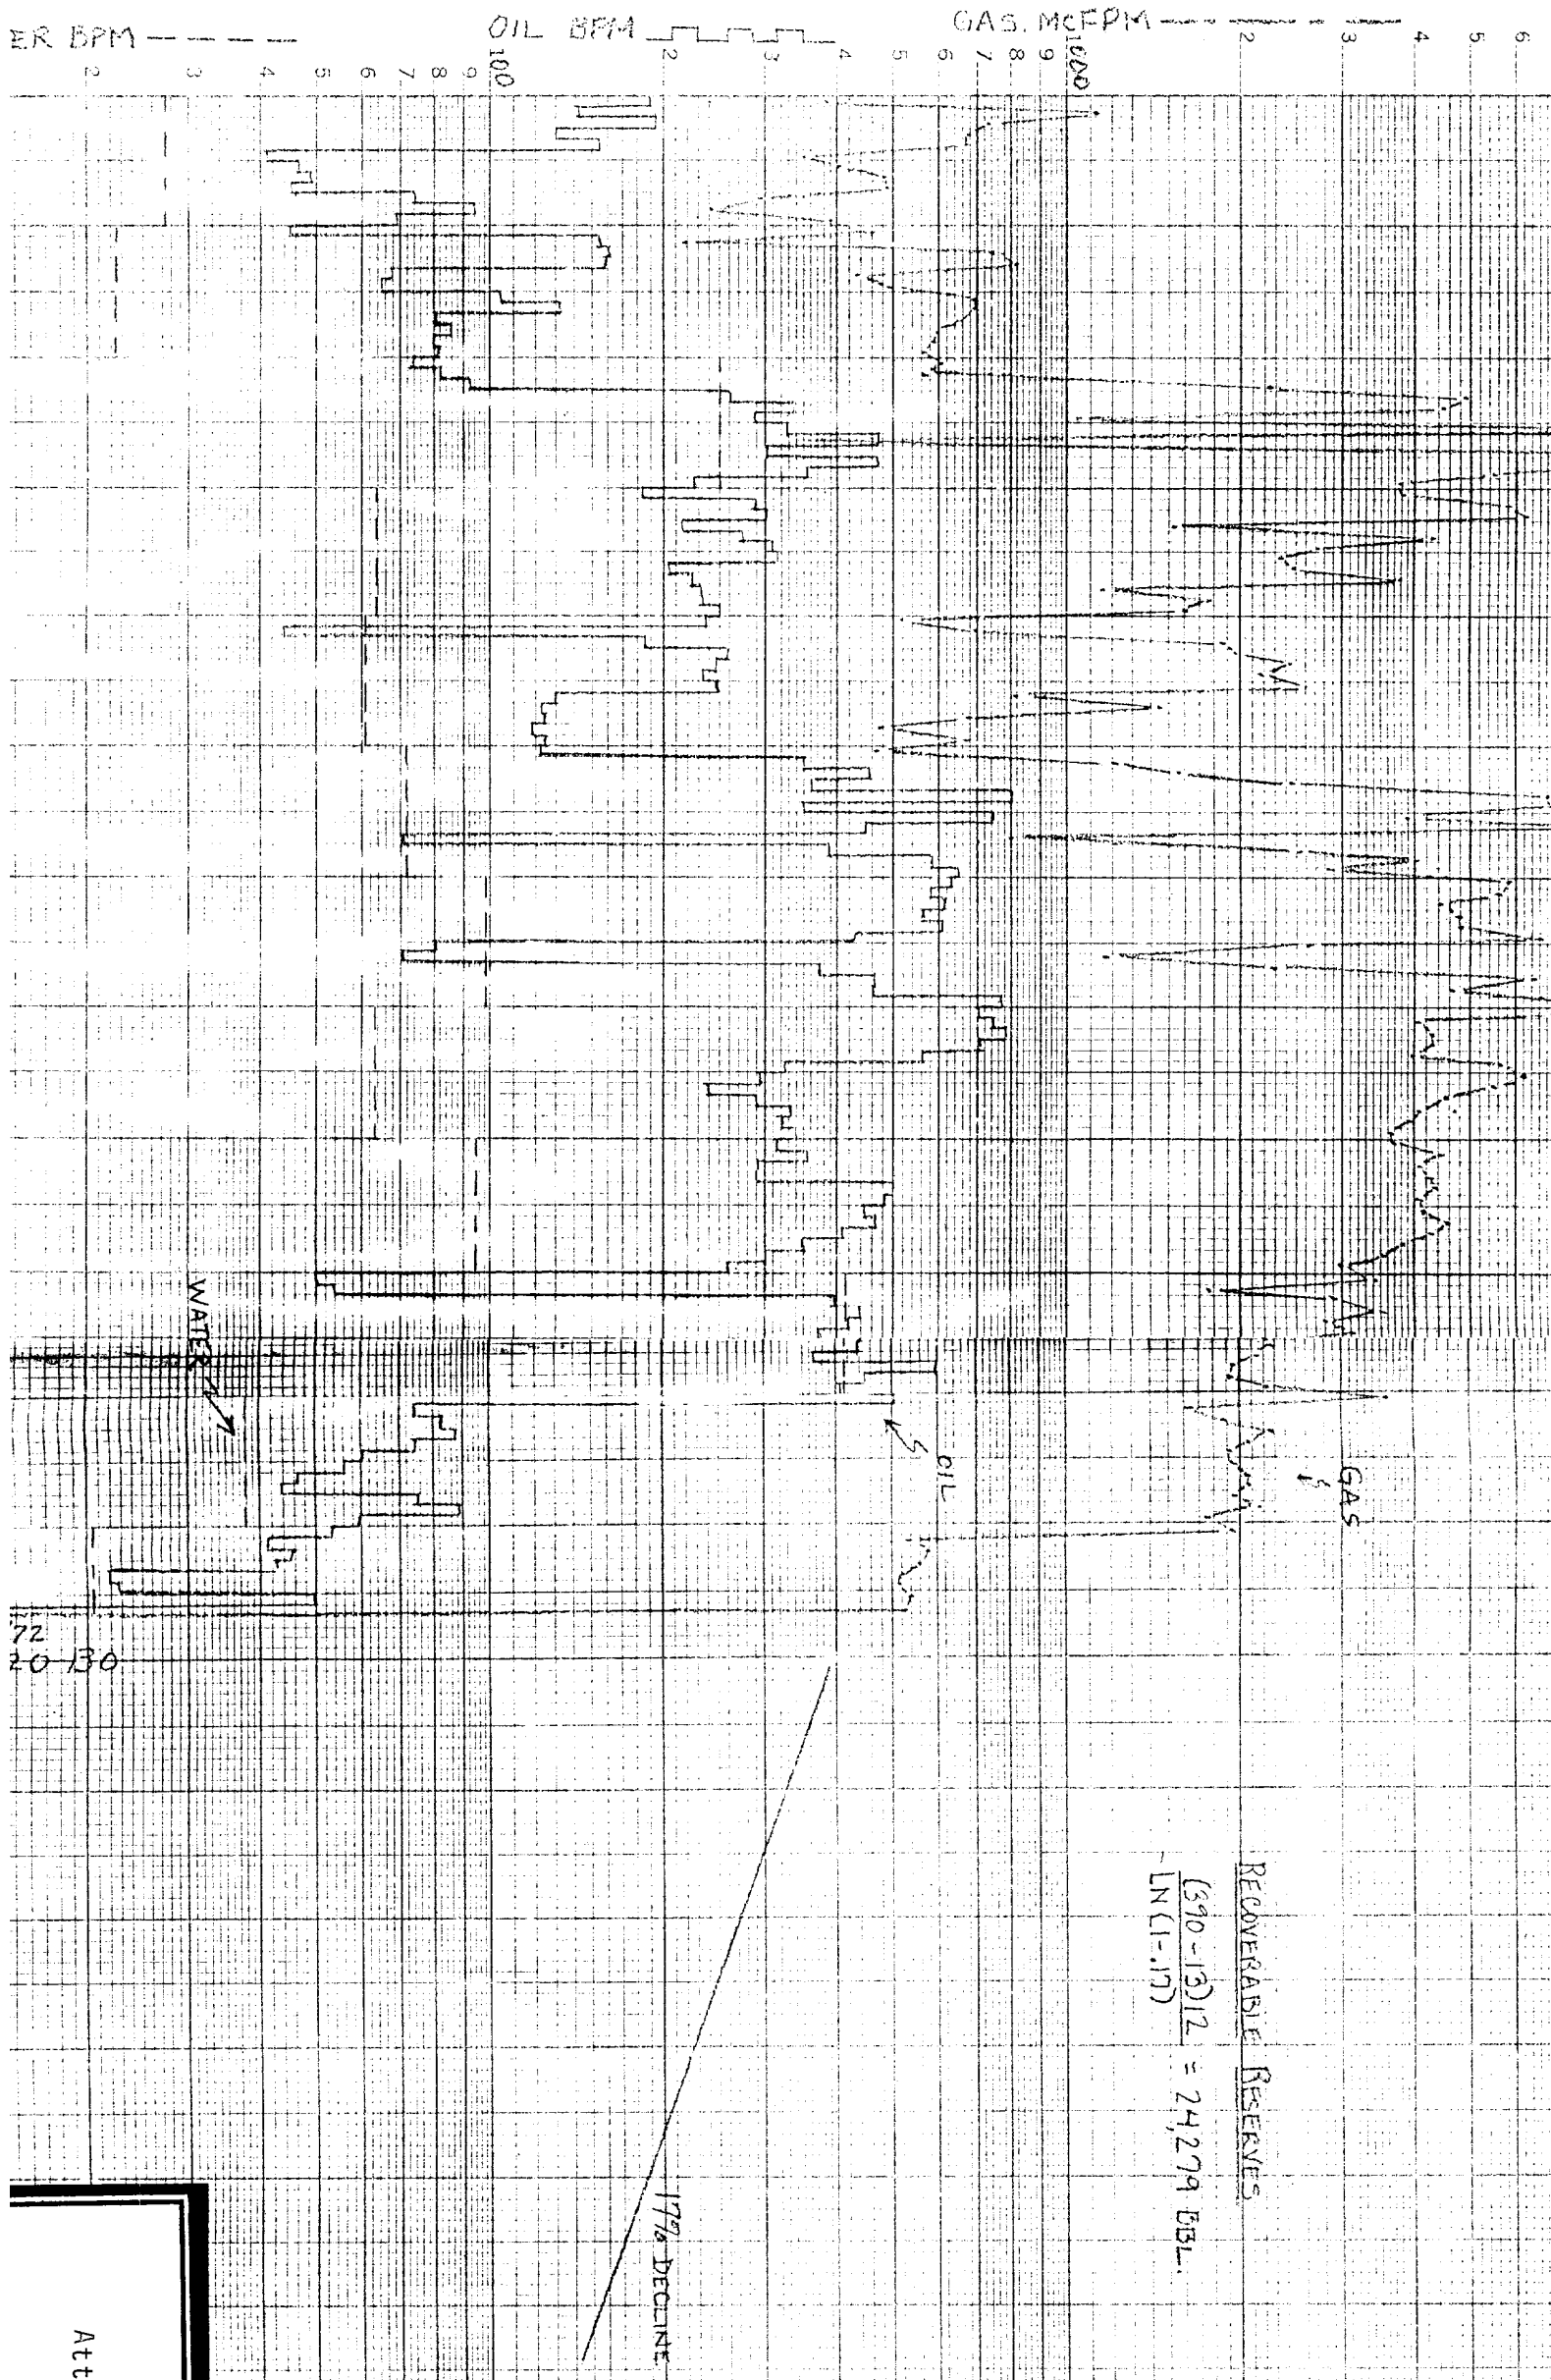 ER BPM – – – – –
OIL BPM
GAS. MCFPM – – – – – –
2 3 4 5 6 7 8 9 100 2 3 4 5 6 7 8 9 1000 2 3 4 5 6
WATER
OIL
GAS
72
20 130
RECOVERABLE RESERVES
(390-13)12 = 24,279 BBL.
-LN(1-.17)
17% DECLINE
Att